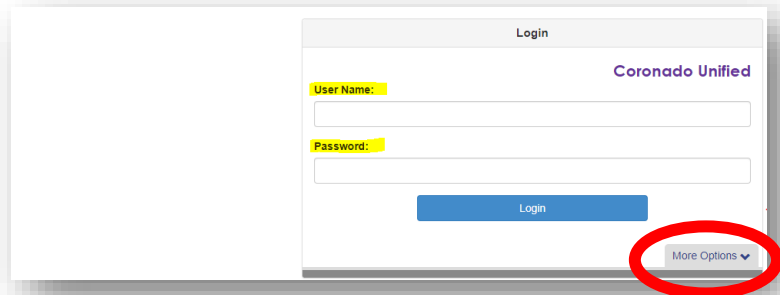 Login
Coronado Unified
User Name:
Password:
Login
More Options